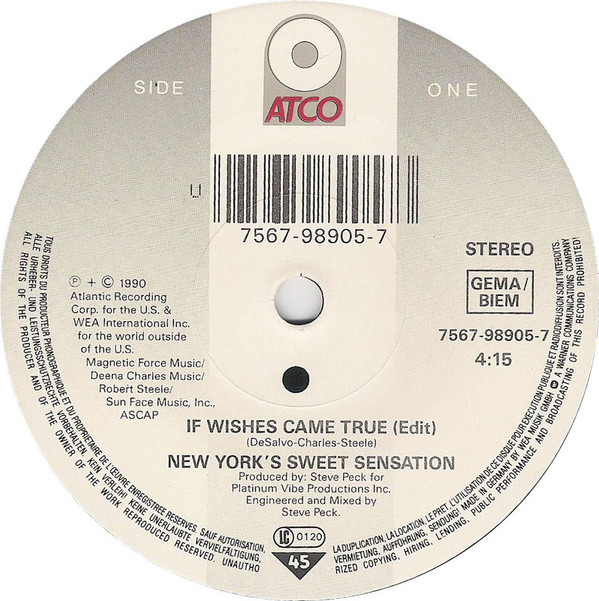 SIDE
ATCO
ONE
7567-98905-7
STEREO
GEMA/
BIEM
7567-98905-7
4:15
℗ + © 1990
Atlantic Recording
Corp. for the U.S. &
WEA International Inc.
for the world outside
of the U.S.
Magnetic Force Music/
Deena Charles Music/
Robert Steele/
Sun Face Music, Inc.,
ASCAP
IF WISHES CAME TRUE (Edit)
(DeSalvo-Charles-Steele)
NEW YORK'S SWEET SENSATION
Produced by: Steve Peck for
Platinum Vibe Productions Inc.
Engineered and Mixed by
Steve Peck.
LC 0120
45
TOUS DROITS DU PRODUCTEUR PHONOGRAPHIQUE ET DU PROPRIETAIRE DE L'ŒUVRE ENREGISTREE RESERVES. SAUF AUTORISATION,
LA DUPLICATION, LA LOCATION, LE PRET, L'UTILISATION DE CE DISQUE POUR EXECUTION PUBLIQUE ET RADIODIFFUSION SONT INTERDITS.
ALLE URHEBER- UND LEISTUNGSSCHUTZRECHTE VORBEHALTEN. KEIN VERLEIH! KEINE UNERLAUBTE VERVIELFÄLTIGUNG,
VERMIETUNG, AUFFÜHRUNG, SENDUNG! MADE IN GERMANY BY WEA MUSIK GMBH. A WARNER COMMUNICATIONS COMPANY
ALL RIGHTS OF THE PRODUCER AND OF THE OWNER OF THE WORK REPRODUCED RESERVED. UNAUTHO
RIZED COPYING, HIRING, LENDING, PUBLIC PERFORMANCE AND BROADCASTING OF THIS RECORD PROHIBITED!